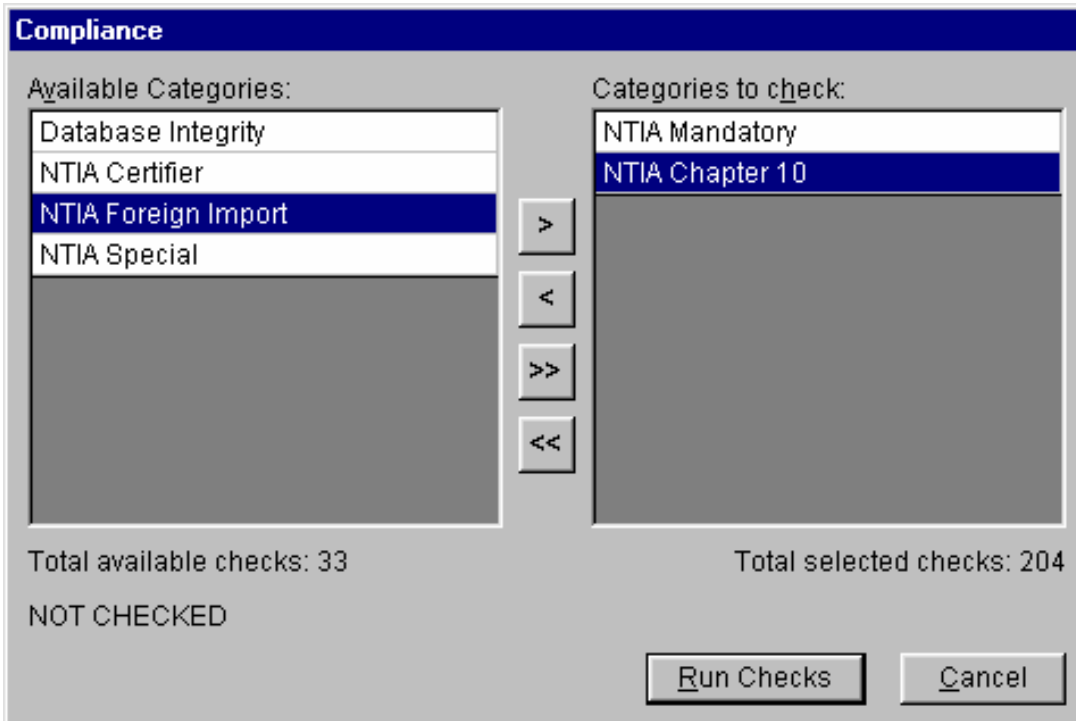 Compliance
Available Categories:
Database Integrity
NTIA Certifier
NTIA Foreign Import
NTIA Special
>
<
>>
<<
Categories to check:
NTIA Mandatory
NTIA Chapter 10
Total available checks: 33
Total selected checks: 204
NOT CHECKED
Run Checks
Cancel